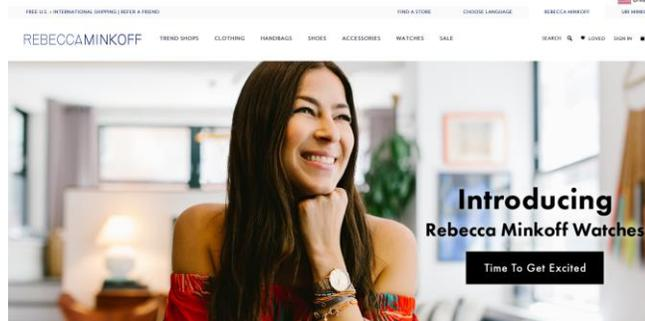 FREE U.S. + INTERNATIONAL SHIPPING | REFER A FRIEND
FIND A STORE
CHOOSE LANGUAGE
REBECCA MINKOFF
REBECCAMINKOFF
TREND SHOPS
CLOTHING
HANDBAGS
SHOES
ACCESSORIES
WATCHES
SALE
SEARCH
LOVED
SIGN IN
Introducing
Rebecca Minkoff Watches
Time To Get Excited